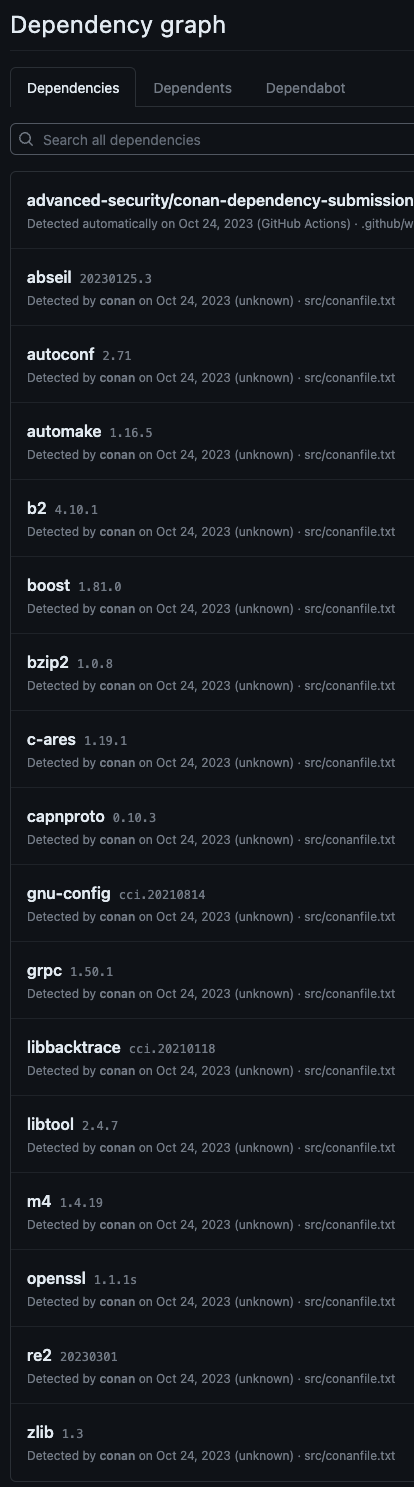 Dependency graph
Dependencies Dependents Dependabot
Search all dependencies
advanced-security/conan-dependency-submission
Detected automatically on Oct 24, 2023 (GitHub Actions) · .github/w
abseil 20230125.3
Detected by conan on Oct 24, 2023 (unknown) · src/conanfile.txt
autoconf 2.71
Detected by conan on Oct 24, 2023 (unknown) · src/conanfile.txt
automake 1.16.5
Detected by conan on Oct 24, 2023 (unknown) · src/conanfile.txt
b2 4.10.1
Detected by conan on Oct 24, 2023 (unknown) · src/conanfile.txt
boost 1.81.0
Detected by conan on Oct 24, 2023 (unknown) · src/conanfile.txt
bzip2 1.0.8
Detected by conan on Oct 24, 2023 (unknown) · src/conanfile.txt
c-ares 1.19.1
Detected by conan on Oct 24, 2023 (unknown) · src/conanfile.txt
capnproto 0.10.3
Detected by conan on Oct 24, 2023 (unknown) · src/conanfile.txt
gnu-config cci.20210814
Detected by conan on Oct 24, 2023 (unknown) · src/conanfile.txt
grpc 1.50.1
Detected by conan on Oct 24, 2023 (unknown) · src/conanfile.txt
libbacktrace cci.20210118
Detected by conan on Oct 24, 2023 (unknown) · src/conanfile.txt
libtool 2.4.7
Detected by conan on Oct 24, 2023 (unknown) · src/conanfile.txt
m4 1.4.19
Detected by conan on Oct 24, 2023 (unknown) · src/conanfile.txt
openssl 1.1.1s
Detected by conan on Oct 24, 2023 (unknown) · src/conanfile.txt
re2 20230301
Detected by conan on Oct 24, 2023 (unknown) · src/conanfile.txt
zlib 1.3
Detected by conan on Oct 24, 2023 (unknown) · src/conanfile.txt